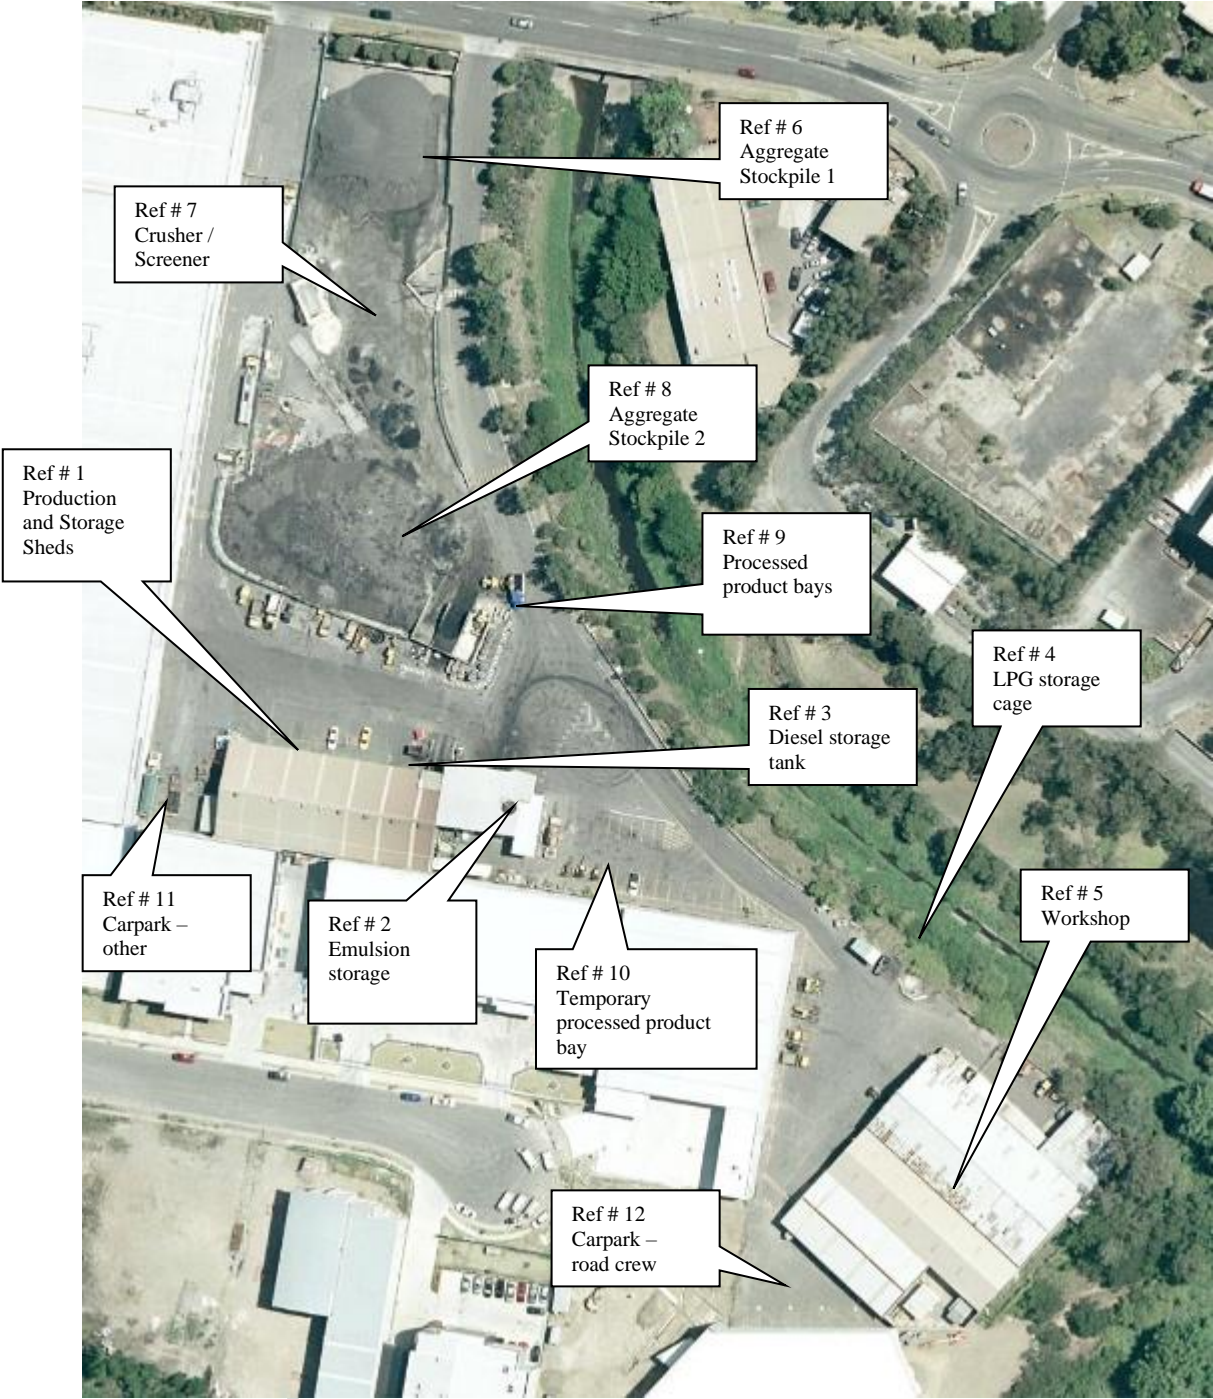 Ref # 6
Aggregate
Stockpile 1
Ref # 7
Crusher /
Screener
Ref # 8
Aggregate
Stockpile 2
Ref # 1
Production
and Storage
Sheds
Ref # 9
Processed
product bays
Ref # 4
LPG storage
cage
Ref # 3
Diesel storage
tank
Ref # 11
Carpark –
other
Ref # 2
Emulsion
storage
Ref # 5
Workshop
Ref # 10
Temporary
processed product
bay
Ref # 12
Carpark –
road crew